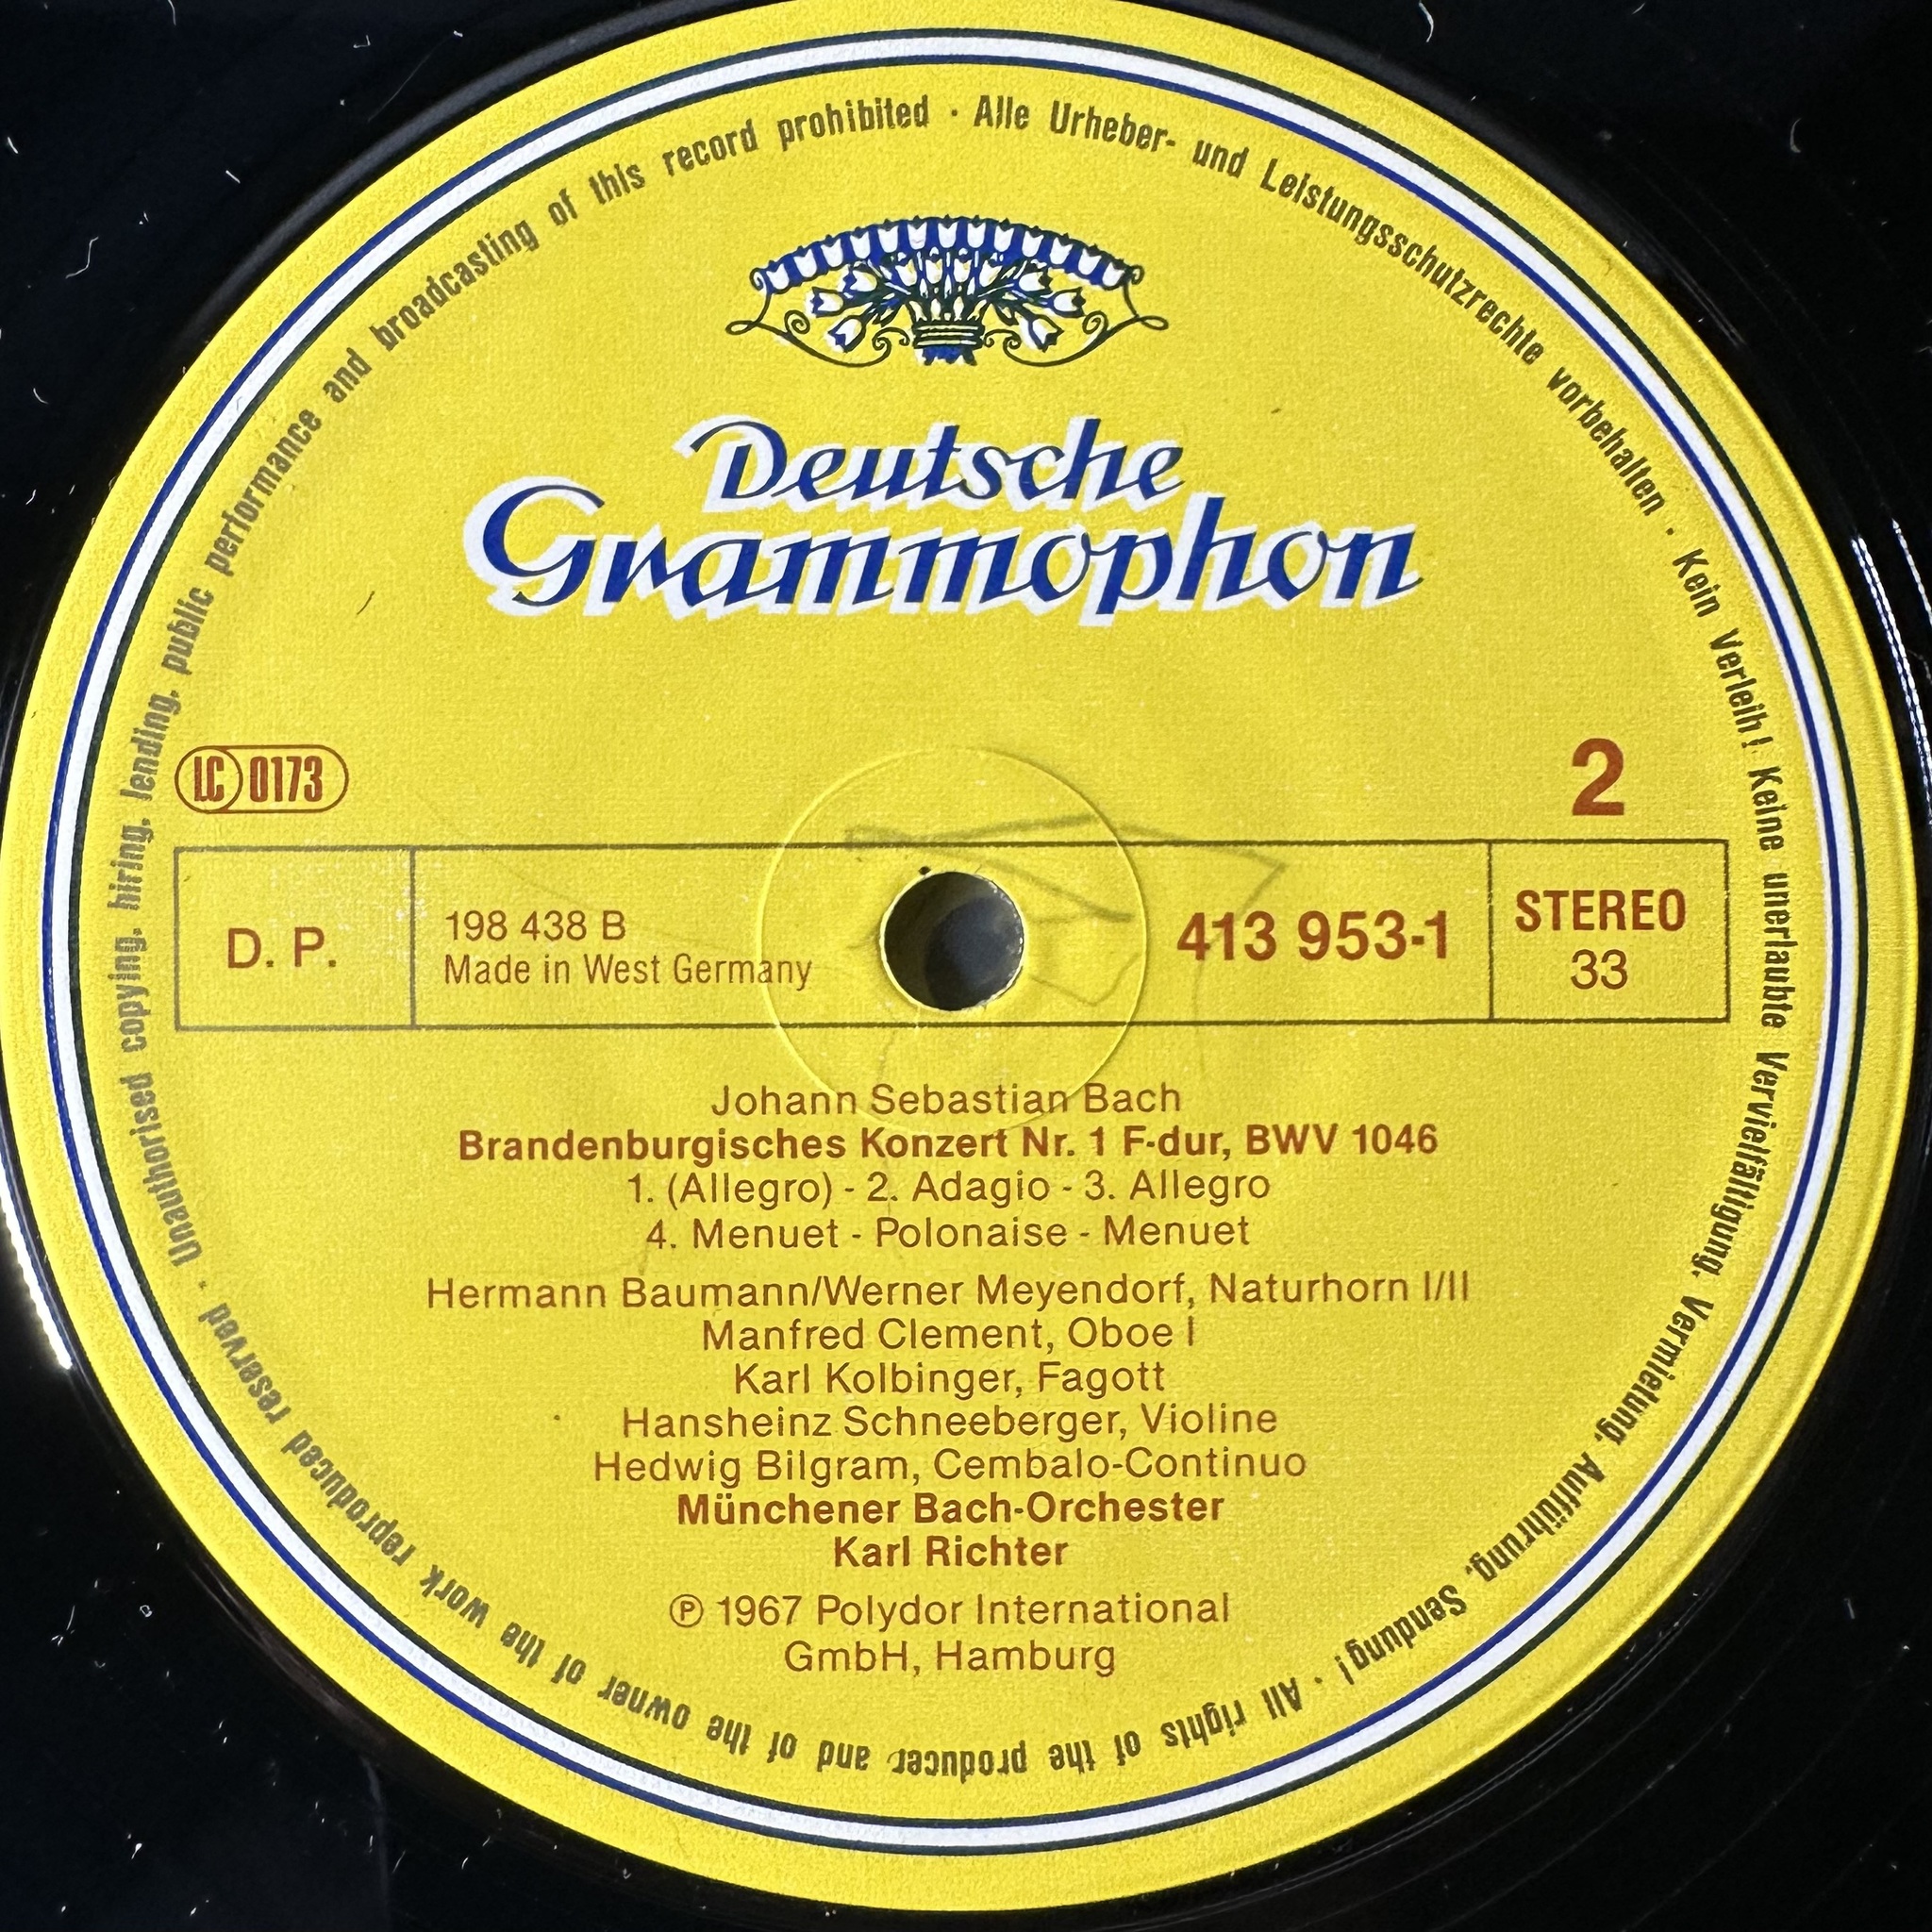 Alle Urheber- und Leistungsschutzrechte vorbehalten · Kein Verleih! Keine unerlaubte Vervielfältigung, Vermietung, Aufführung, Sendung! · All rights of the producer and of the owner of the work reproduced reserved · Unauthorised copying, hiring, lending, public performance and broadcasting of this record prohibited ·
Deutsche
Grammophon
LC 0173
2
D. P.
198 438 B
Made in West Germany
413 953-1
STEREO
33
Johann Sebastian Bach
Brandenburgisches Konzert Nr. 1 F-dur, BWV 1046
1. (Allegro) - 2. Adagio - 3. Allegro
4. Menuet - Polonaise - Menuet
Hermann Baumann/Werner Meyendorf, Naturhorn I/II
Manfred Clement, Oboe I
Karl Kolbinger, Fagott
Hansheinz Schneeberger, Violine
Hedwig Bilgram, Cembalo-Continuo
Münchener Bach-Orchester
Karl Richter
℗ 1967 Polydor International
GmbH, Hamburg